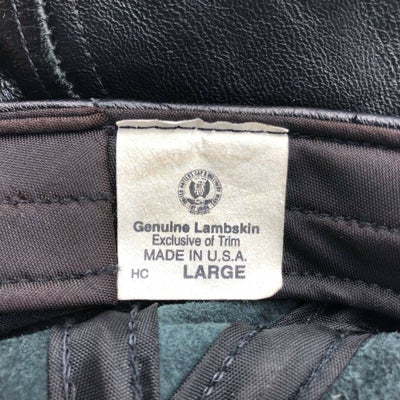 Genuine Lambskin
Exclusive of Trim
MADE IN U.S.A.
HC LARGE